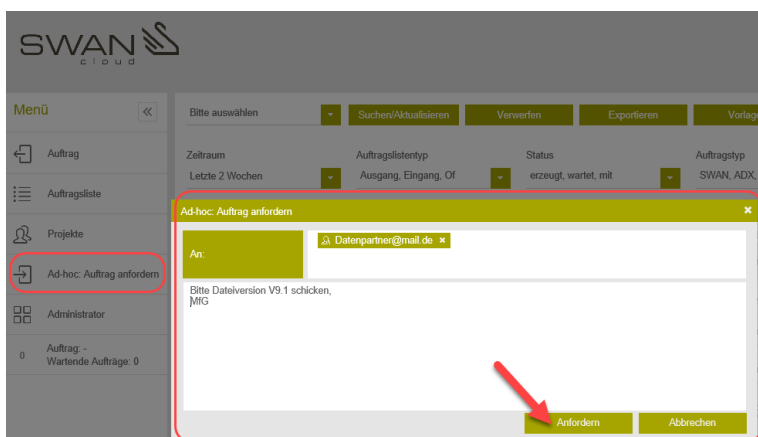 SWAN
cloud
Menü
Auftrag
Auftragsliste
Projekte
Ad-hoc: Auftrag anfordern
Administrator
0
Auftrag: -
Wartende Aufträge: 0
Bitte auswählen
Suchen/Aktualisieren
Verwerfen
Exportieren
Vorlage
Zeitraum
Auftragslistentyp
Status
Auftragstyp
Letzte 2 Wochen
Ausgang, Eingang, Of
erzeugt, wartet, mit
SWAN, ADX,
Ad-hoc: Auftrag anfordern
An:
Datenpartner@mail.de
Bitte Dateiversion V9.1 schicken,
MfG
Anfordern
Abbrechen